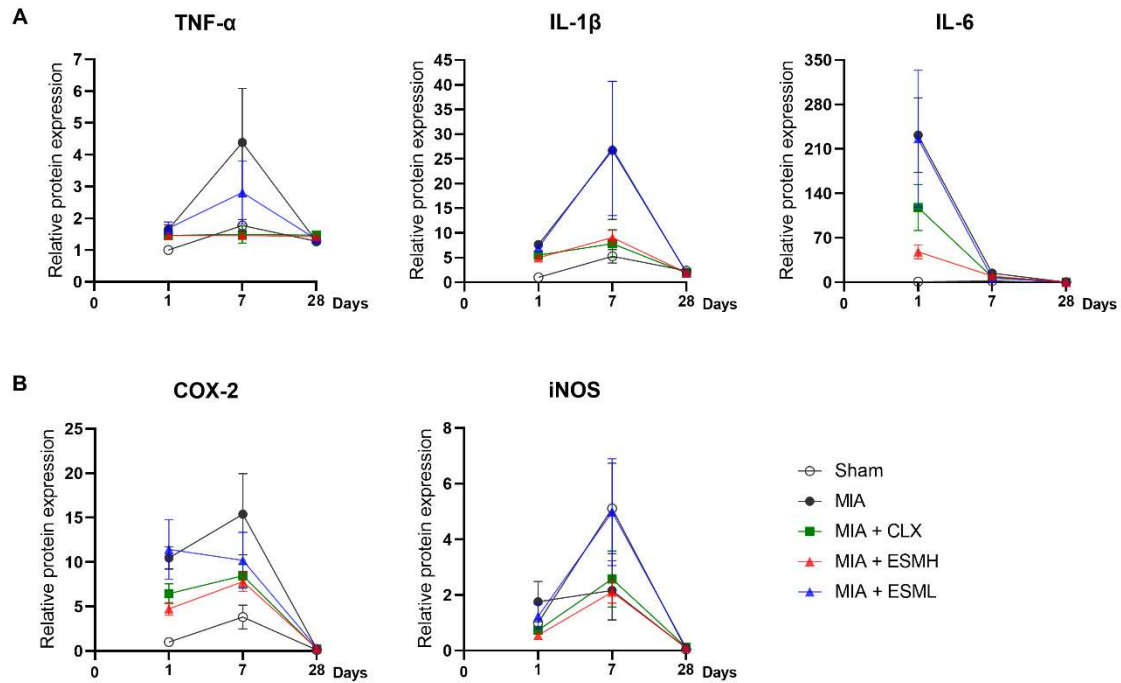 A
TNF-α
IL-1β
IL-6
Relative protein expression
7
6
5
4
3
2
1
0
0
1
7
28
Days
Relative protein expression
45
40
35
30
25
20
15
10
5
0
0
1
7
28
Days
Relative protein expression
350
280
210
140
70
0
0
1
7
28
Days
B
COX-2
iNOS
Relative protein expression
25
20
15
10
5
0
0
1
7
28
Days
Relative protein expression
8
6
4
2
0
0
1
7
28
Days
Sham
MIA
MIA + CLX
MIA + ESMH
MIA + ESML